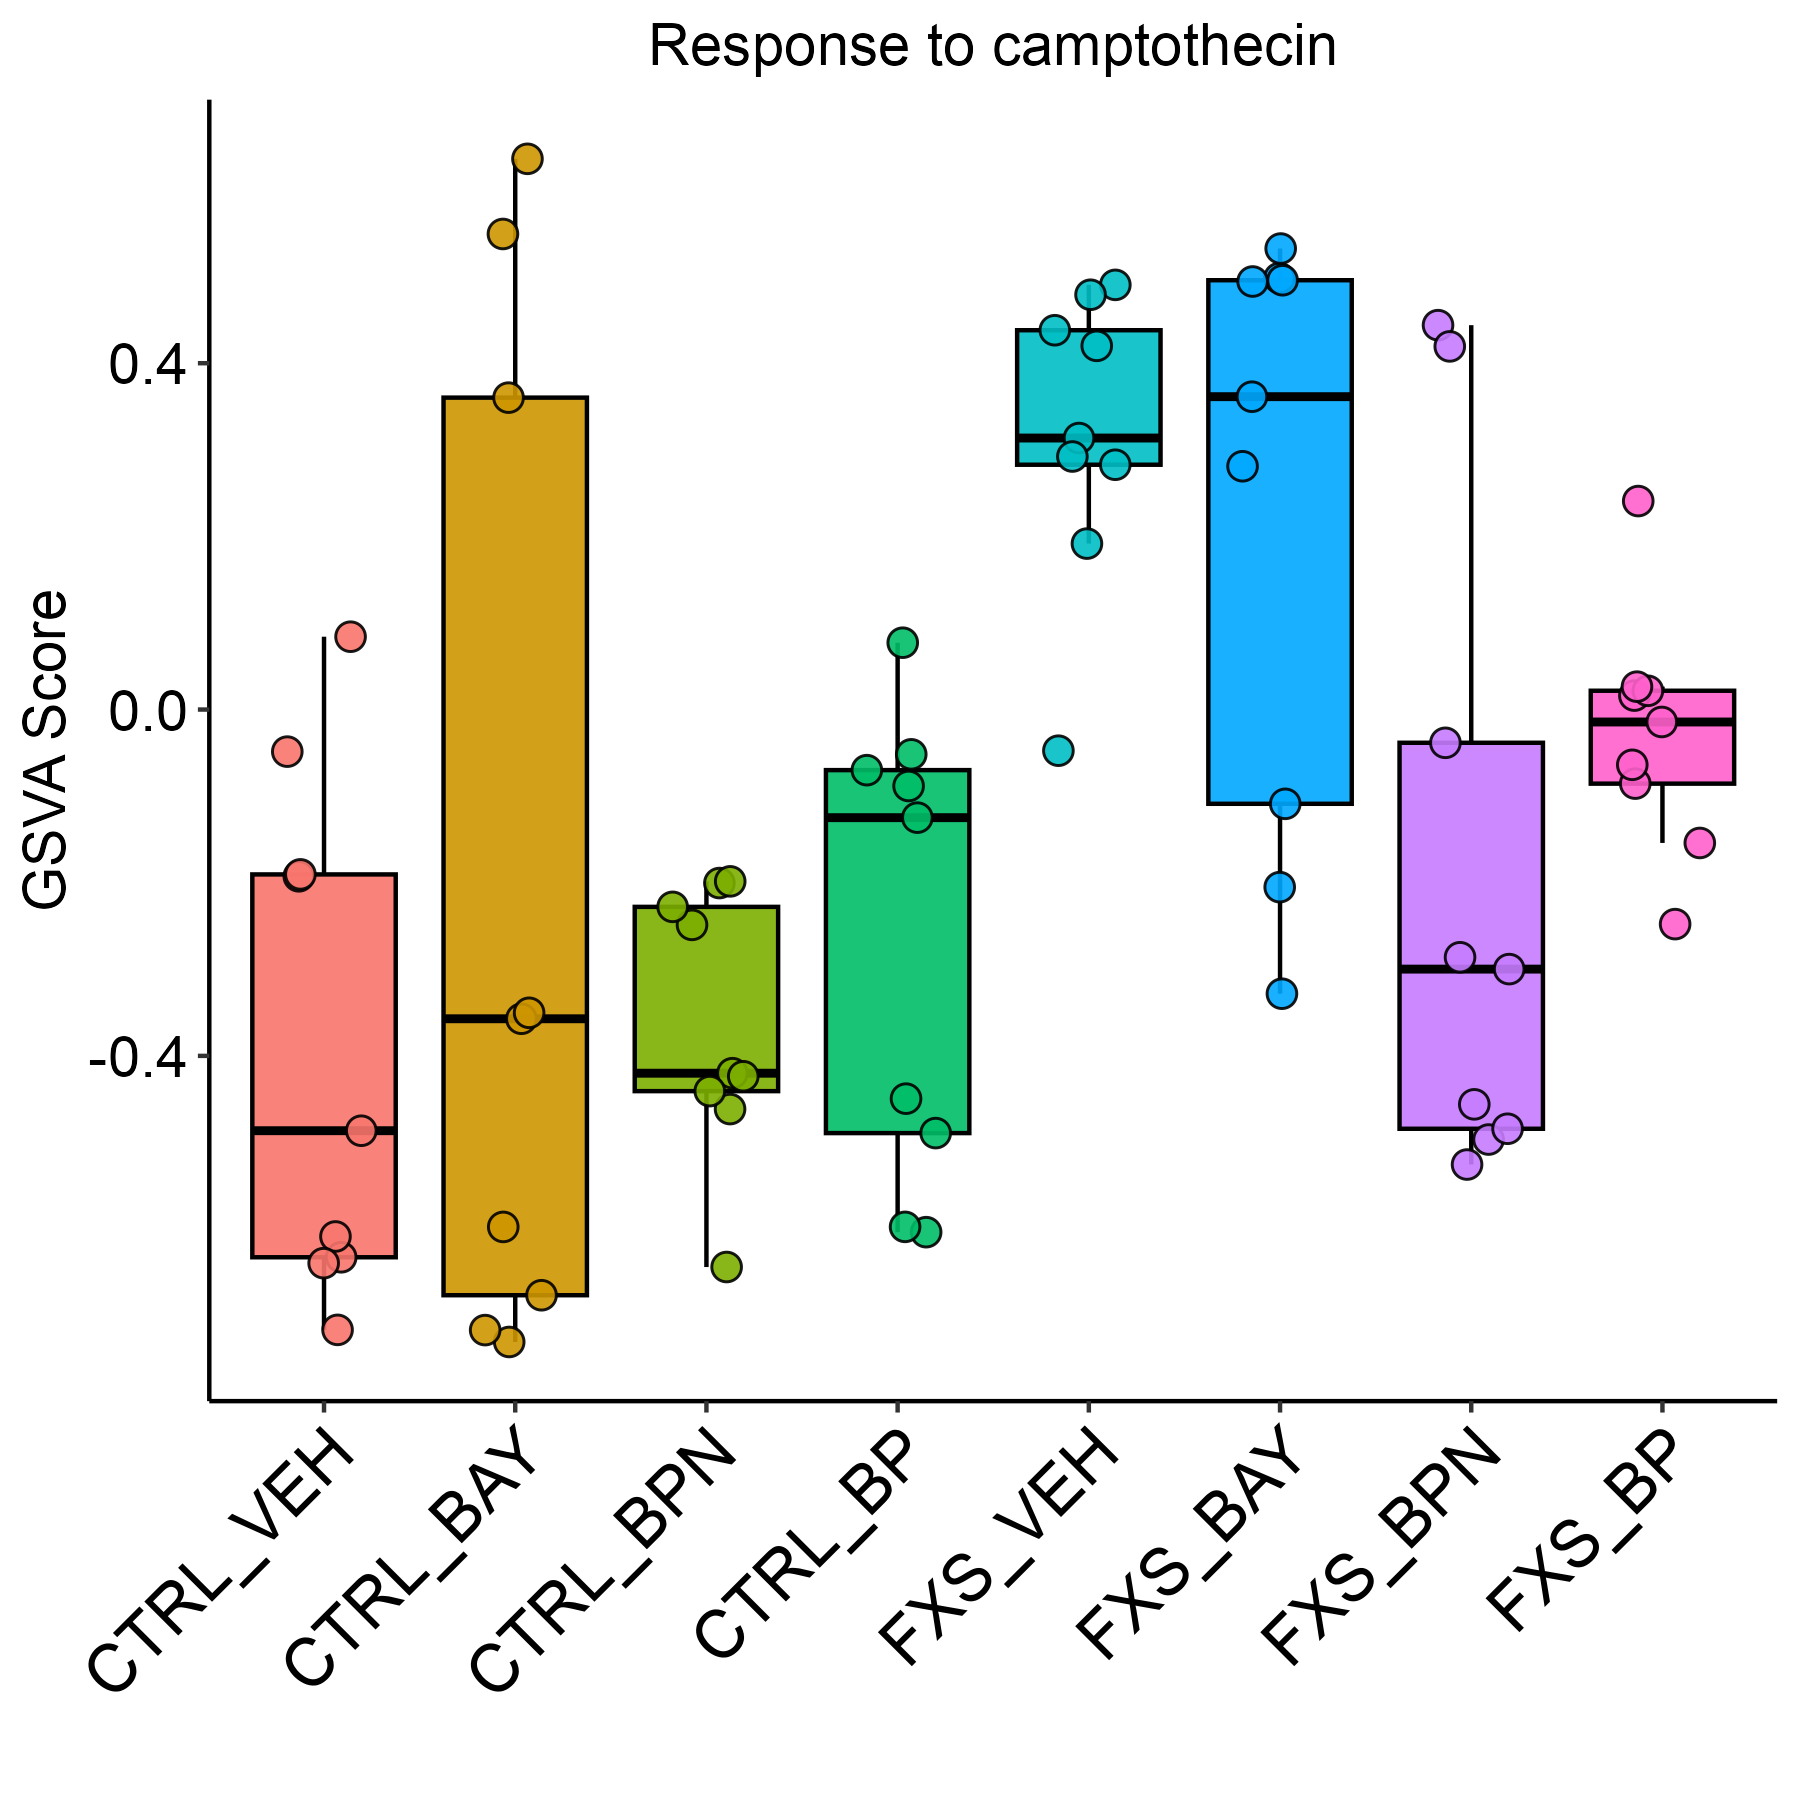 Response to camptothecin
GSVA Score
0.4
0.0
-0.4
CTRL_VEH
CTRL_BAY
CTRL_BPN
CTRL_BP
FXS_VEH
FXS_BAY
FXS_BPN
FXS_BP